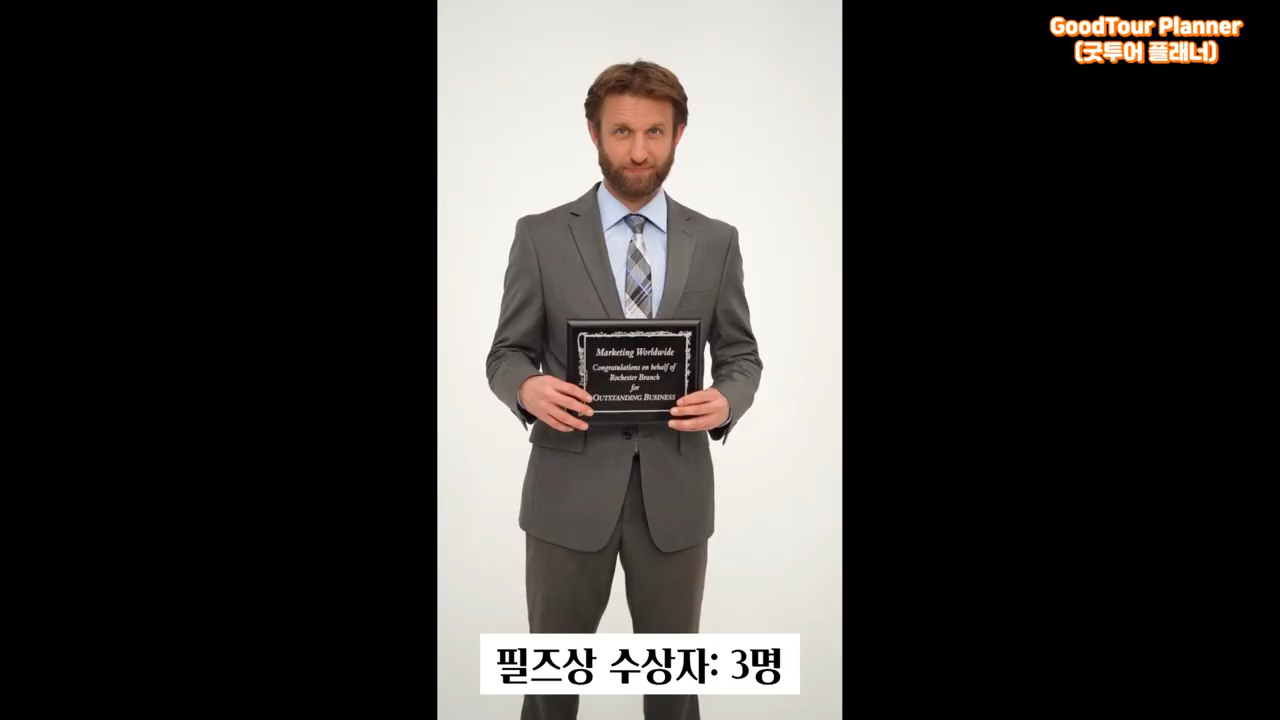 GoodTour Planner
(굿투어 플래너)
Marketing Worldwide
Congratulations on behalf of
Rochester Branch
for
OUTSTANDING BUSINESS
필즈상 수상자: 3명